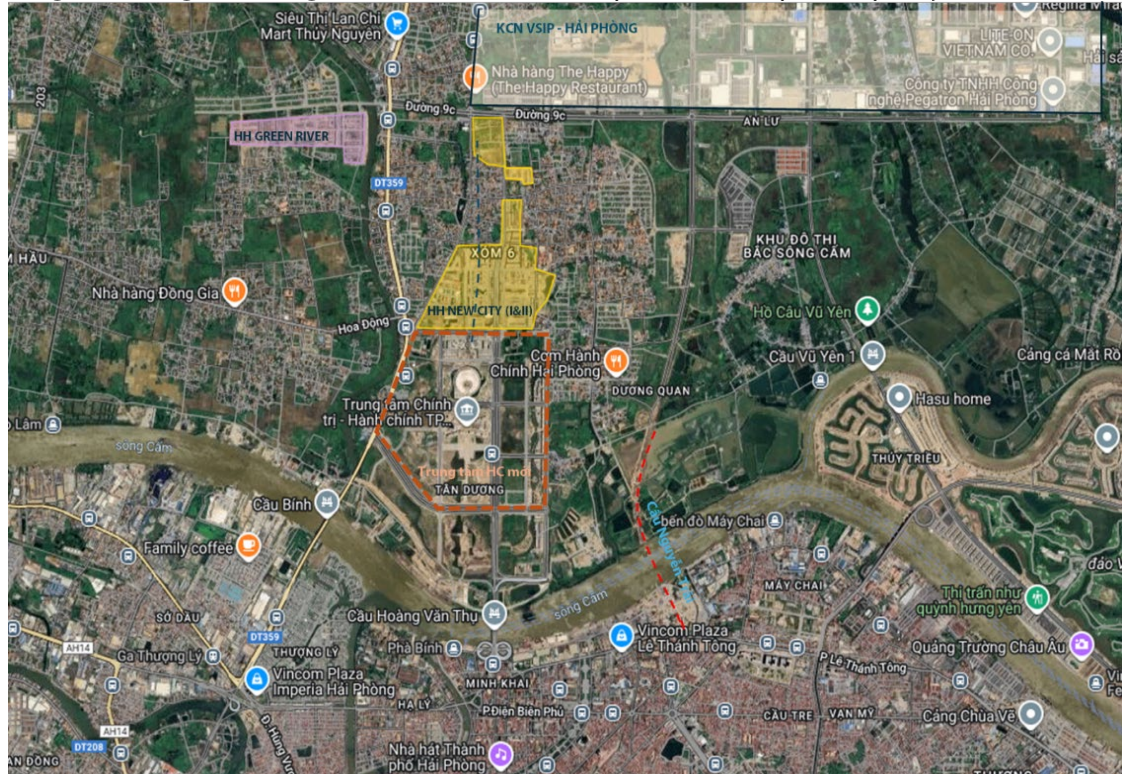 Siêu Thị Lan Chi
Mart Thủy Nguyên
KCN VSIP - HẢI PHÒNG
LITE-ON
VIETNAM CO
Nhà hàng The Happy
(The Happy Restaurant)
Công ty TNHH Công
nghệ Pegatron Hải Phòng
203
Đường 9c
Đường 9c
AN LƯ
HH GREEN RIVER
DT359
XÓM 6
KHU ĐÔ THỊ
BẮC SÔNG CẤM
Nhà hàng Đồng Gia
HH NEW CITY (I&II)
Hồ Cầu Vũ Yên
Hoa Động
Cơm Hành
Chính Hải Phòng
Cầu Vũ Yên 1
DƯƠNG QUAN
Hasu home
Trung tâm Chính
trị - Hành chính TP...
THỦY TRIỀU
sông Cấm
Trung tâm HC mới
TÂN DƯƠNG
Cầu Bính
bến đò Máy Chai
Family coffee
MÁY CHAI
SỞ DẦU
Cầu Hoàng Văn Thụ
sông Cấm
Thị trấn như
quỳnh hưng yên
DT359
AH14
Ga Thượng Lý
THƯỢNG LÝ
Phà Bính
Vincom Plaza
Lê Thánh Tông
Quảng Trường Châu Âu
Vincom Plaza
Imperia Hải Phòng
MINH KHAI
P. Lê Thánh Tông
HẠ LÝ
P.Điện Biên Phủ
CẦU TRE
VẠN MỸ
Cảng Chùa Vẽ
AH14
DT208
Nhà hát Thành
phố Hải Phòng